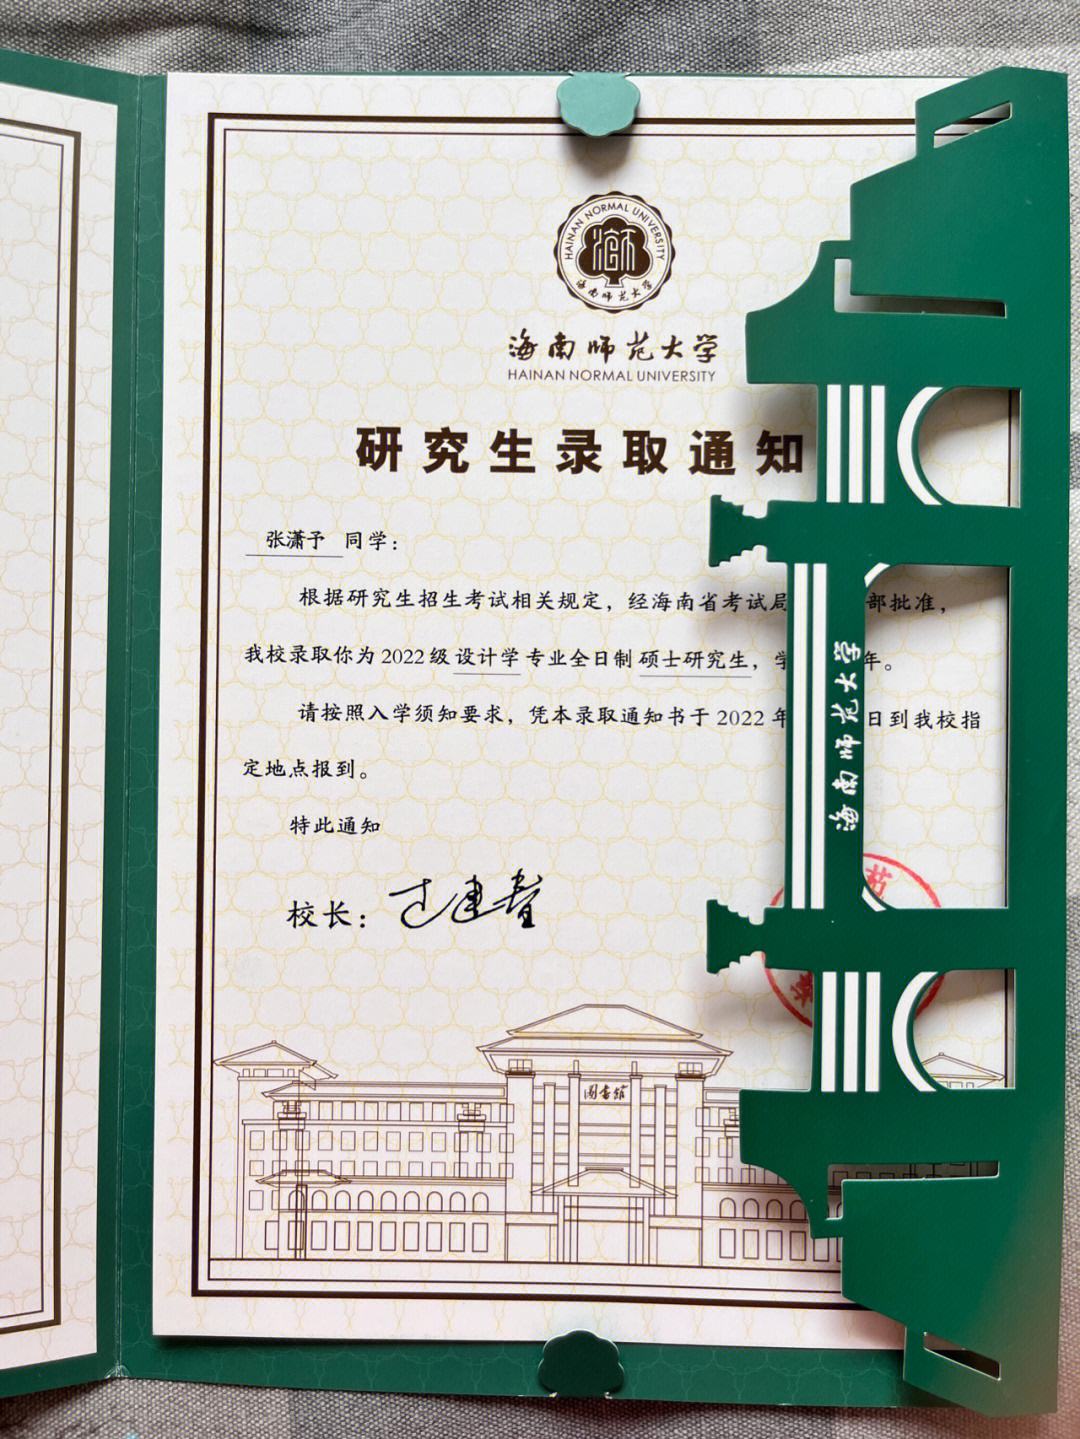 HAINAN NORMAL UNIVERSITY
海南师范大学
海南师范大学
HAINAN NORMAL UNIVERSITY
研究生录取通知
张潇予 同学:
根据研究生招生考试相关规定，经海南省考试局 部批准，
我校录取你为2022级设计学专业全日制硕士研究生，学 年。
请按照入学须知要求，凭本录取通知书于2022年 日到我校指
定地点报到。
特此通知
校长: 过建春
海南师范大学
图书馆